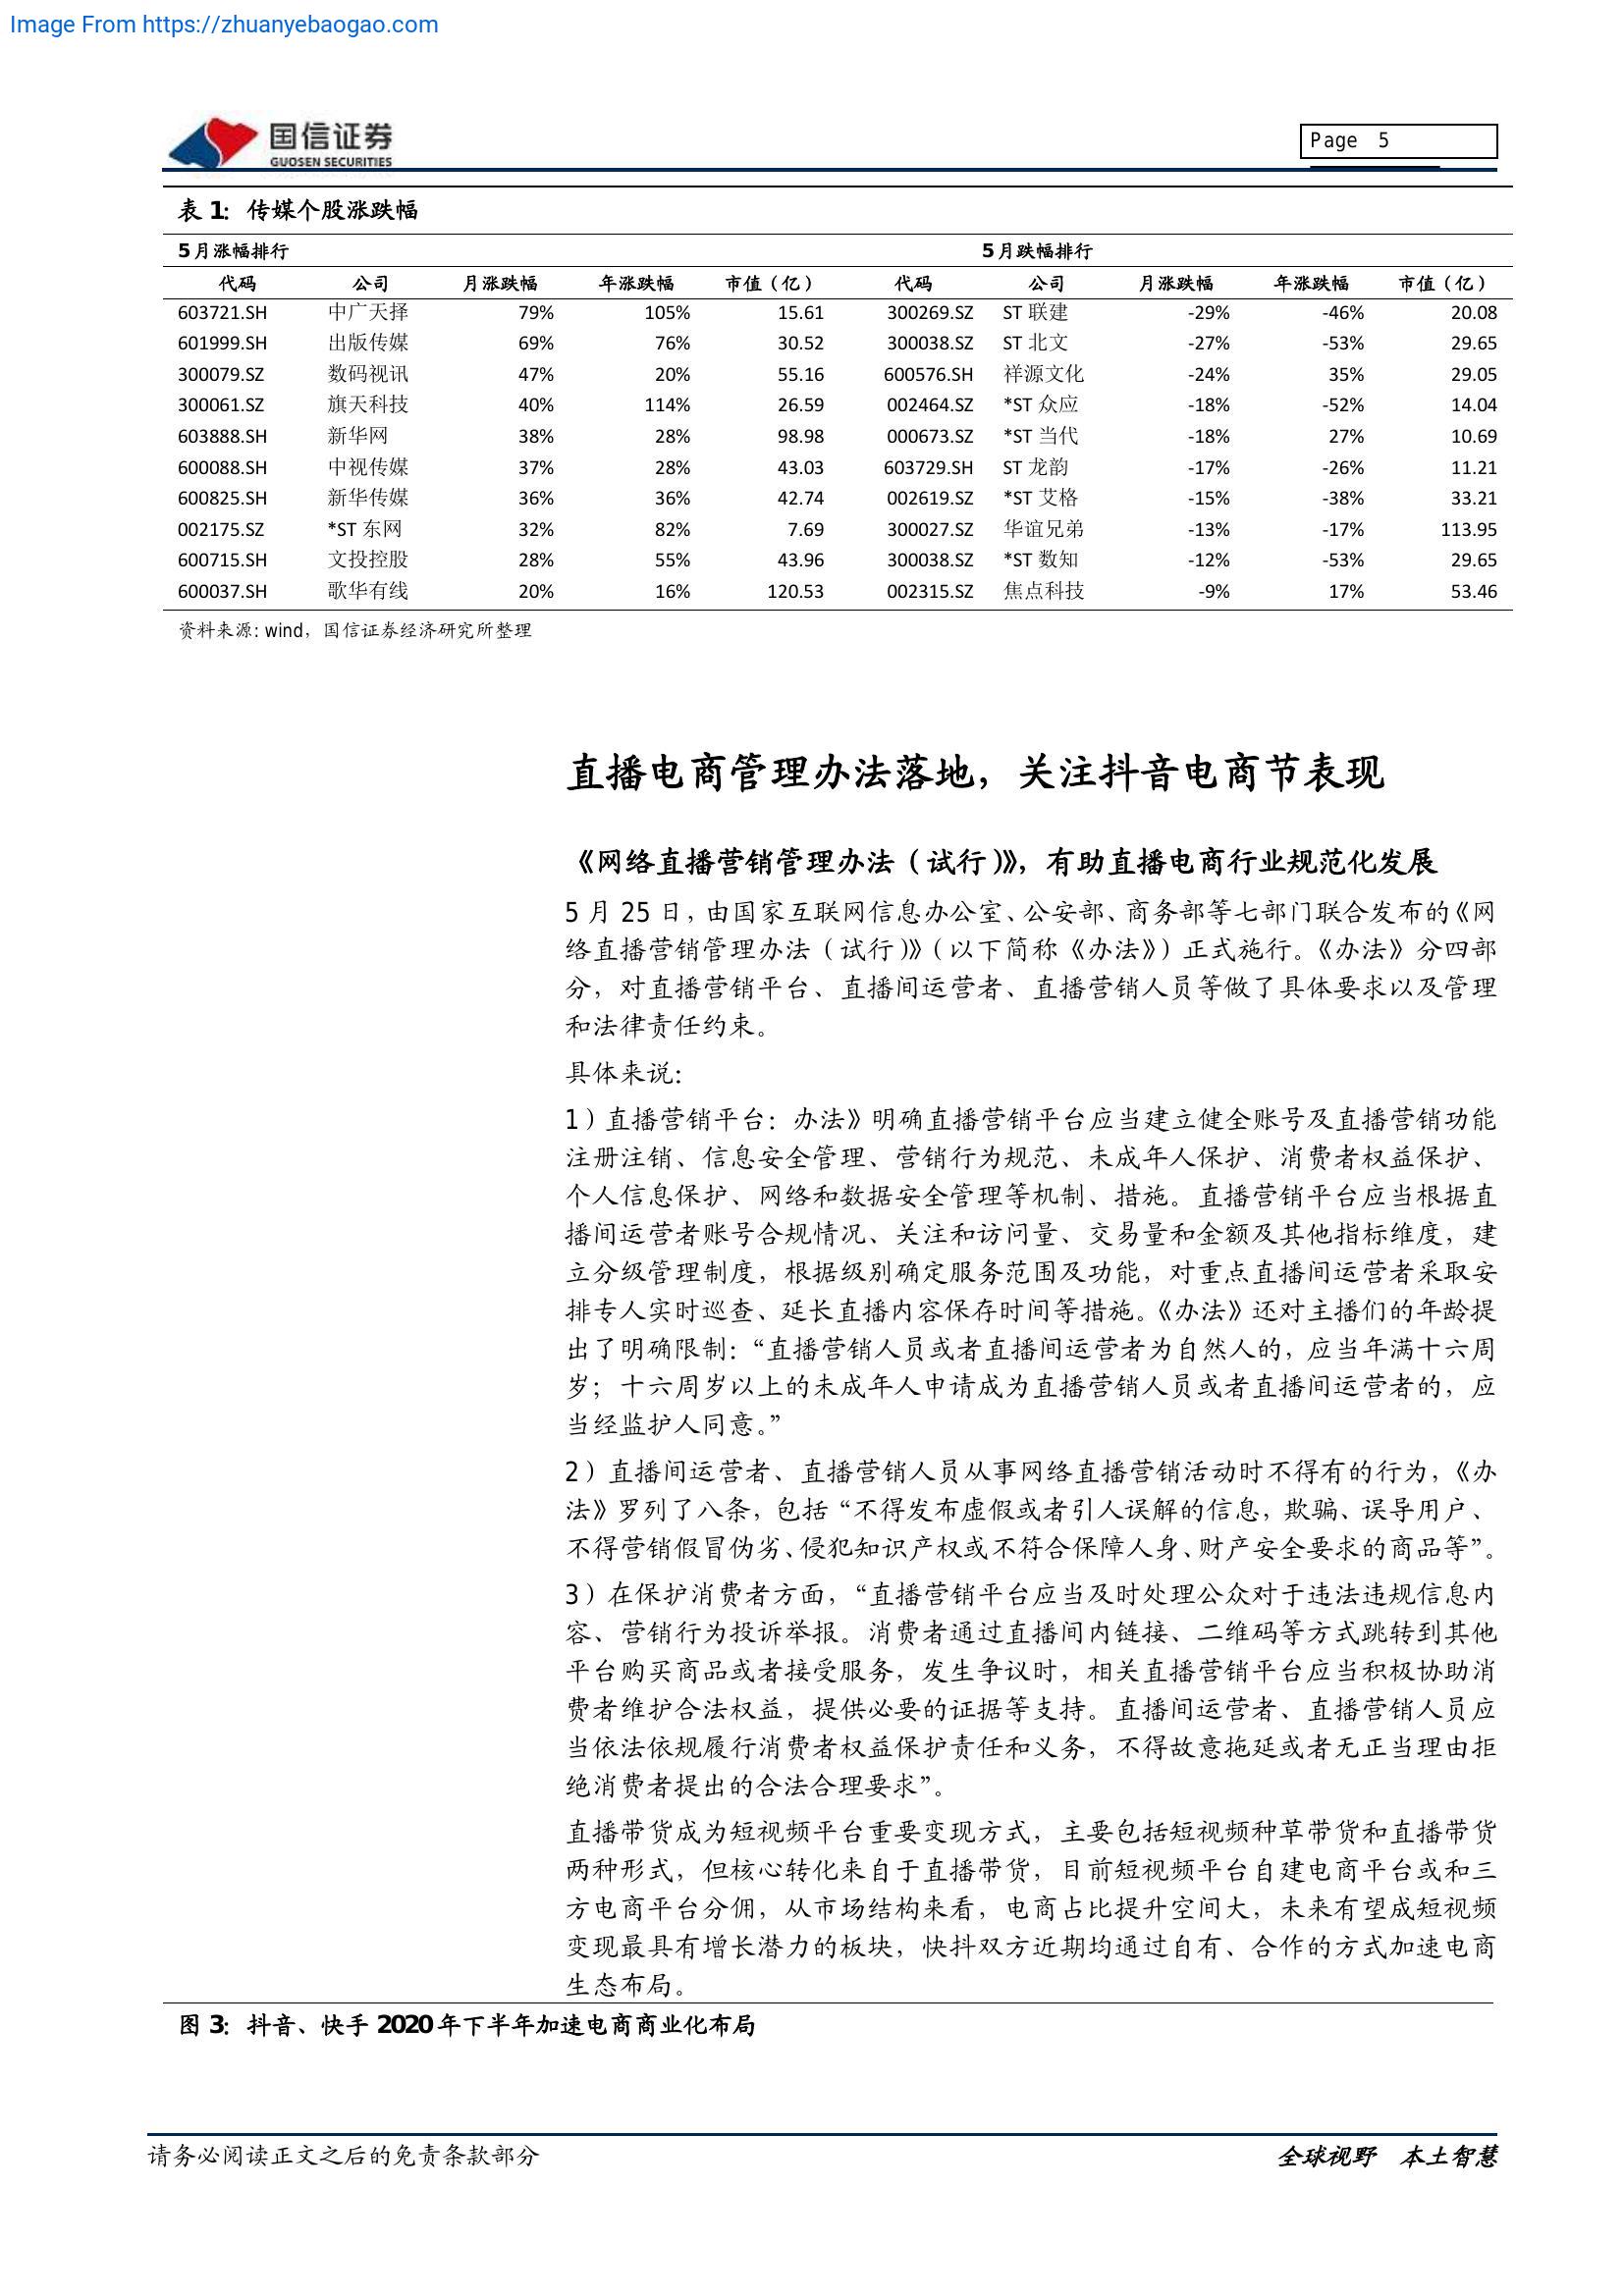 Image From https://zhuanyebaogao.com
国信证券
GUOSEN SECURITIES
Page 5
表 1：传媒个股涨跌幅
5 月涨幅排行 5 月跌幅排行
代码 公司 月涨跌幅 年涨跌幅 市值（亿） 代码 公司 月涨跌幅 年涨跌幅 市值（亿）
603721.SH 中广天择 79% 105% 15.61 300269.SZ ST 联建 -29% -46% 20.08
601999.SH 出版传媒 69% 76% 30.52 300038.SZ ST 北文 -27% -53% 29.65
300079.SZ 数码视讯 47% 20% 55.16 600576.SH 祥源文化 -24% 35% 29.05
300061.SZ 旗天科技 40% 114% 26.59 002464.SZ *ST 众应 -18% -52% 14.04
603888.SH 新华网 38% 28% 98.98 000673.SZ *ST 当代 -18% 27% 10.69
600088.SH 中视传媒 37% 28% 43.03 603729.SH ST 龙韵 -17% -26% 11.21
600825.SH 新华传媒 36% 36% 42.74 002619.SZ *ST 艾格 -15% -38% 33.21
002175.SZ *ST 东网 32% 82% 7.69 300027.SZ 华谊兄弟 -13% -17% 113.95
600715.SH 文投控股 28% 55% 43.96 300038.SZ *ST 数知 -12% -53% 29.65
600037.SH 歌华有线 20% 16% 120.53 002315.SZ 焦点科技 -9% 17% 53.46
资料来源: wind，国信证券经济研究所整理
直播电商管理办法落地，关注抖音电商节表现
《网络直播营销管理办法（试行)》，有助直播电商行业规范化发展
5 月 25 日，由国家互联网信息办公室、公安部、商务部等七部门联合发布的《网
络直播营销管理办法（试行)》（以下简称《办法》）正式施行。《办法》分四部
分，对直播营销平台、直播间运营者、直播营销人员等做了具体要求以及管理
和法律责任约束。
具体来说：
1）直播营销平台：办法》明确直播营销平台应当建立健全账号及直播营销功能
注册注销、信息安全管理、营销行为规范、未成年人保护、消费者权益保护、
个人信息保护、网络和数据安全管理等机制、措施。直播营销平台应当根据直
播间运营者账号合规情况、关注和访问量、交易量和金额及其他指标维度，建
立分级管理制度，根据级别确定服务范围及功能，对重点直播间运营者采取安
排专人实时巡查、延长直播内容保存时间等措施。《办法》还对主播们的年龄提
出了明确限制：“直播营销人员或者直播间运营者为自然人的，应当年满十六周
岁；十六周岁以上的未成年人申请成为直播营销人员或者直播间运营者的，应
当经监护人同意。”
2）直播间运营者、直播营销人员从事网络直播营销活动时不得有的行为，《办
法》罗列了八条，包括“不得发布虚假或者引人误解的信息，欺骗、误导用户、
不得营销假冒伪劣、侵犯知识产权或不符合保障人身、财产安全要求的商品等”。
3）在保护消费者方面，“直播营销平台应当及时处理公众对于违法违规信息内
容、营销行为投诉举报。消费者通过直播间内链接、二维码等方式跳转到其他
平台购买商品或者接受服务，发生争议时，相关直播营销平台应当积极协助消
费者维护合法权益，提供必要的证据等支持。直播间运营者、直播营销人员应
当依法依规履行消费者权益保护责任和义务，不得故意拖延或者无正当理由拒
绝消费者提出的合法合理要求”。
直播带货成为短视频平台重要变现方式，主要包括短视频种草带货和直播带货
两种形式，但核心转化来自于直播带货，目前短视频平台自建电商平台或和三
方电商平台分佣，从市场结构来看，电商占比提升空间大，未来有望成短视频
变现最具有增长潜力的板块，快抖双方近期均通过自有、合作的方式加速电商
生态布局。
图 3：抖音、快手 2020 年下半年加速电商商业化布局
请务必阅读正文之后的免责条款部分
全球视野 本土智慧